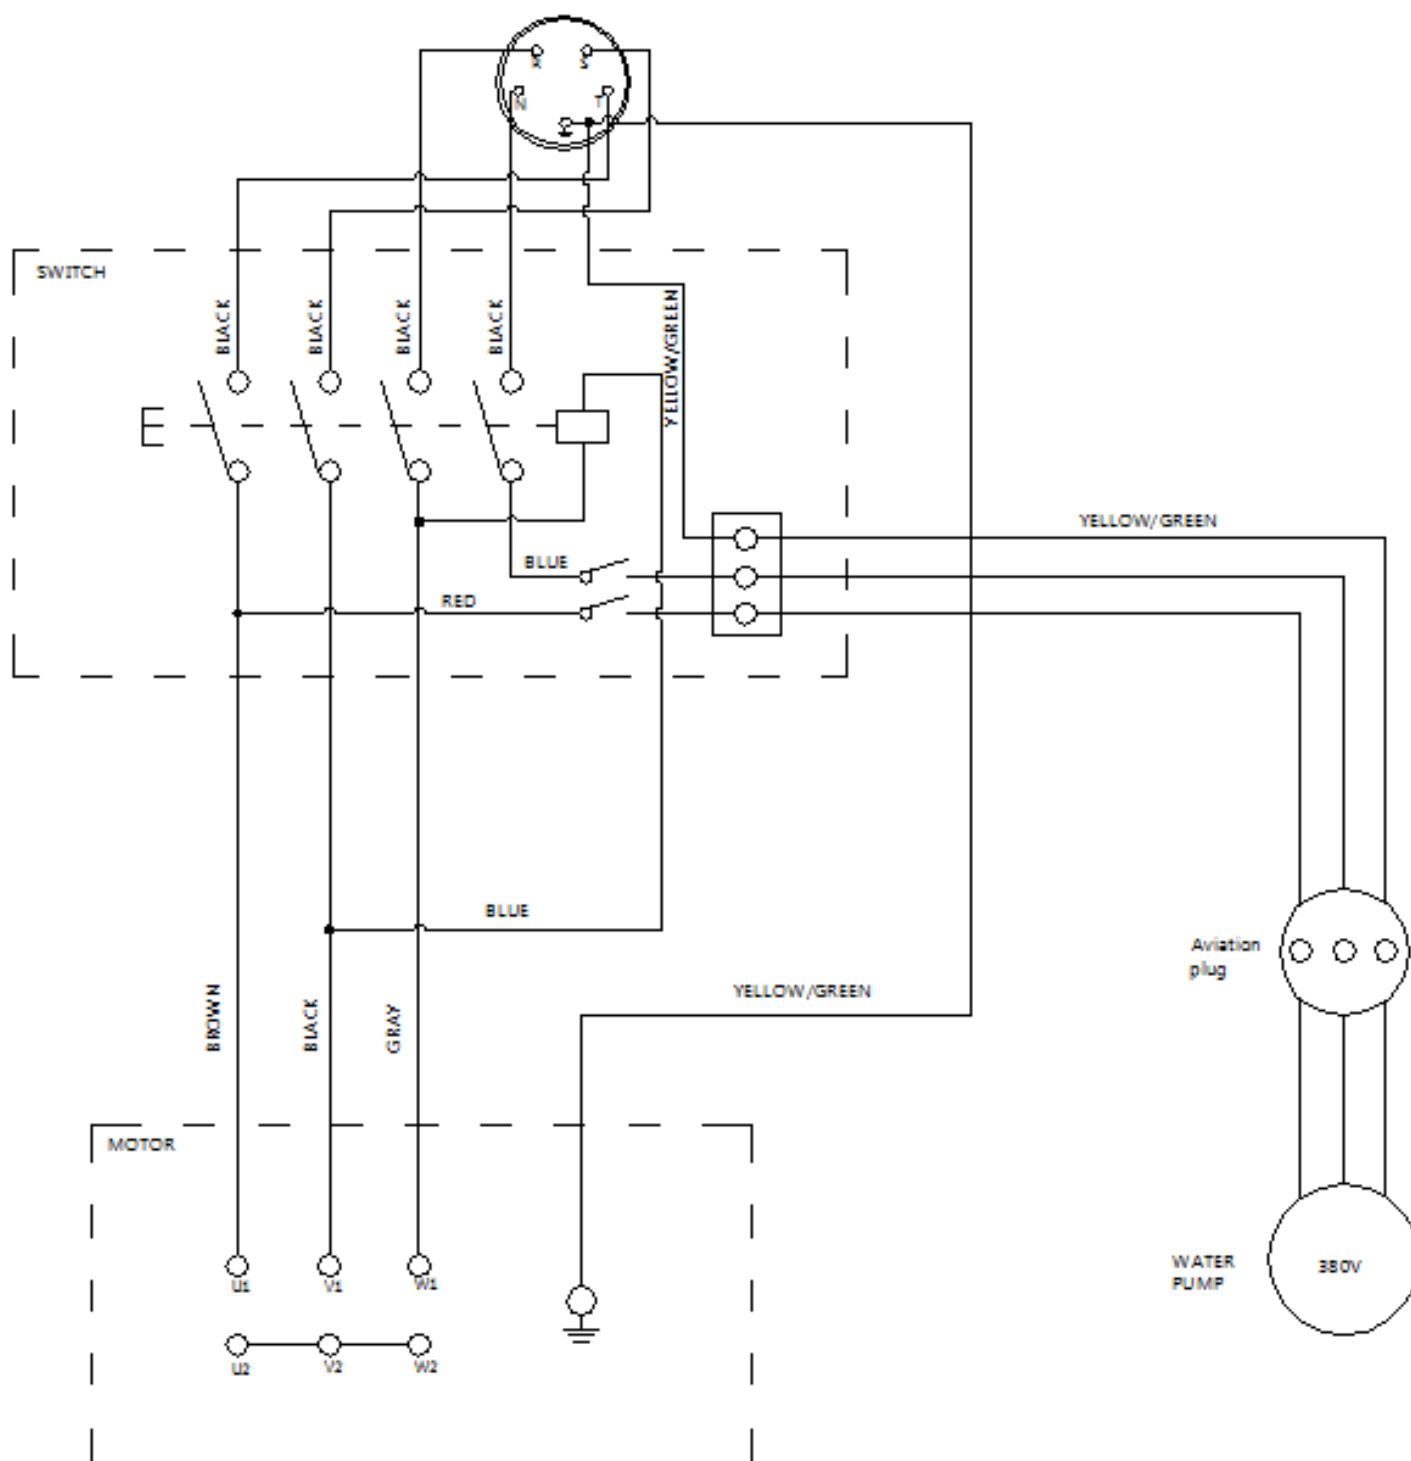 R S
N T
SWITCH
BLACK
BLACK
BLACK
BLACK
YELLOW/GREEN
YELLOW/GREEN
BLUE
RED
BLUE
Aviation
plug
YELLOW/GREEN
BROWN
BLACK
GRAY
MOTOR
WATER
PUMP
380V
U1 V1 W1
U2 V2 W2